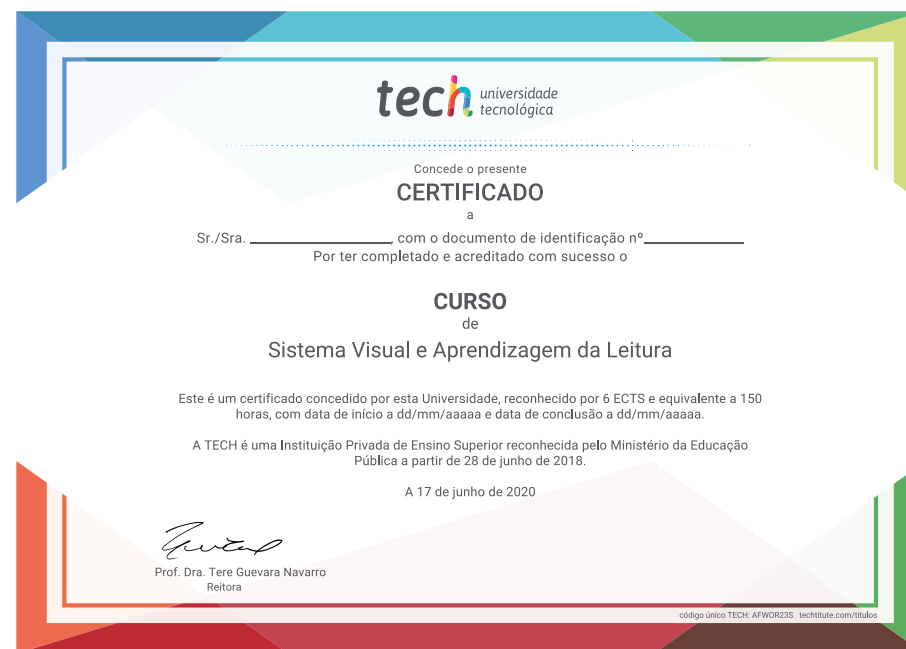 tech universidade
tecnológica
Concede o presente
CERTIFICADO
a
Sr./Sra. _________________, com o documento de identificação nº____________
Por ter completado e acreditado com sucesso o
CURSO
de
Sistema Visual e Aprendizagem da Leitura
Este é um certificado concedido por esta Universidade, reconhecido por 6 ECTS e equivalente a 150
horas, com data de início a dd/mm/aaaaa e data de conclusão a dd/mm/aaaaa.
A TECH é uma Instituição Privada de Ensino Superior reconhecida pelo Ministério da Educação
Pública a partir de 28 de junho de 2018.
A 17 de junho de 2020
Prof. Dra. Tere Guevara Navarro
Reitora
código único TECH: AFWOR23S techtitute.com/titulos